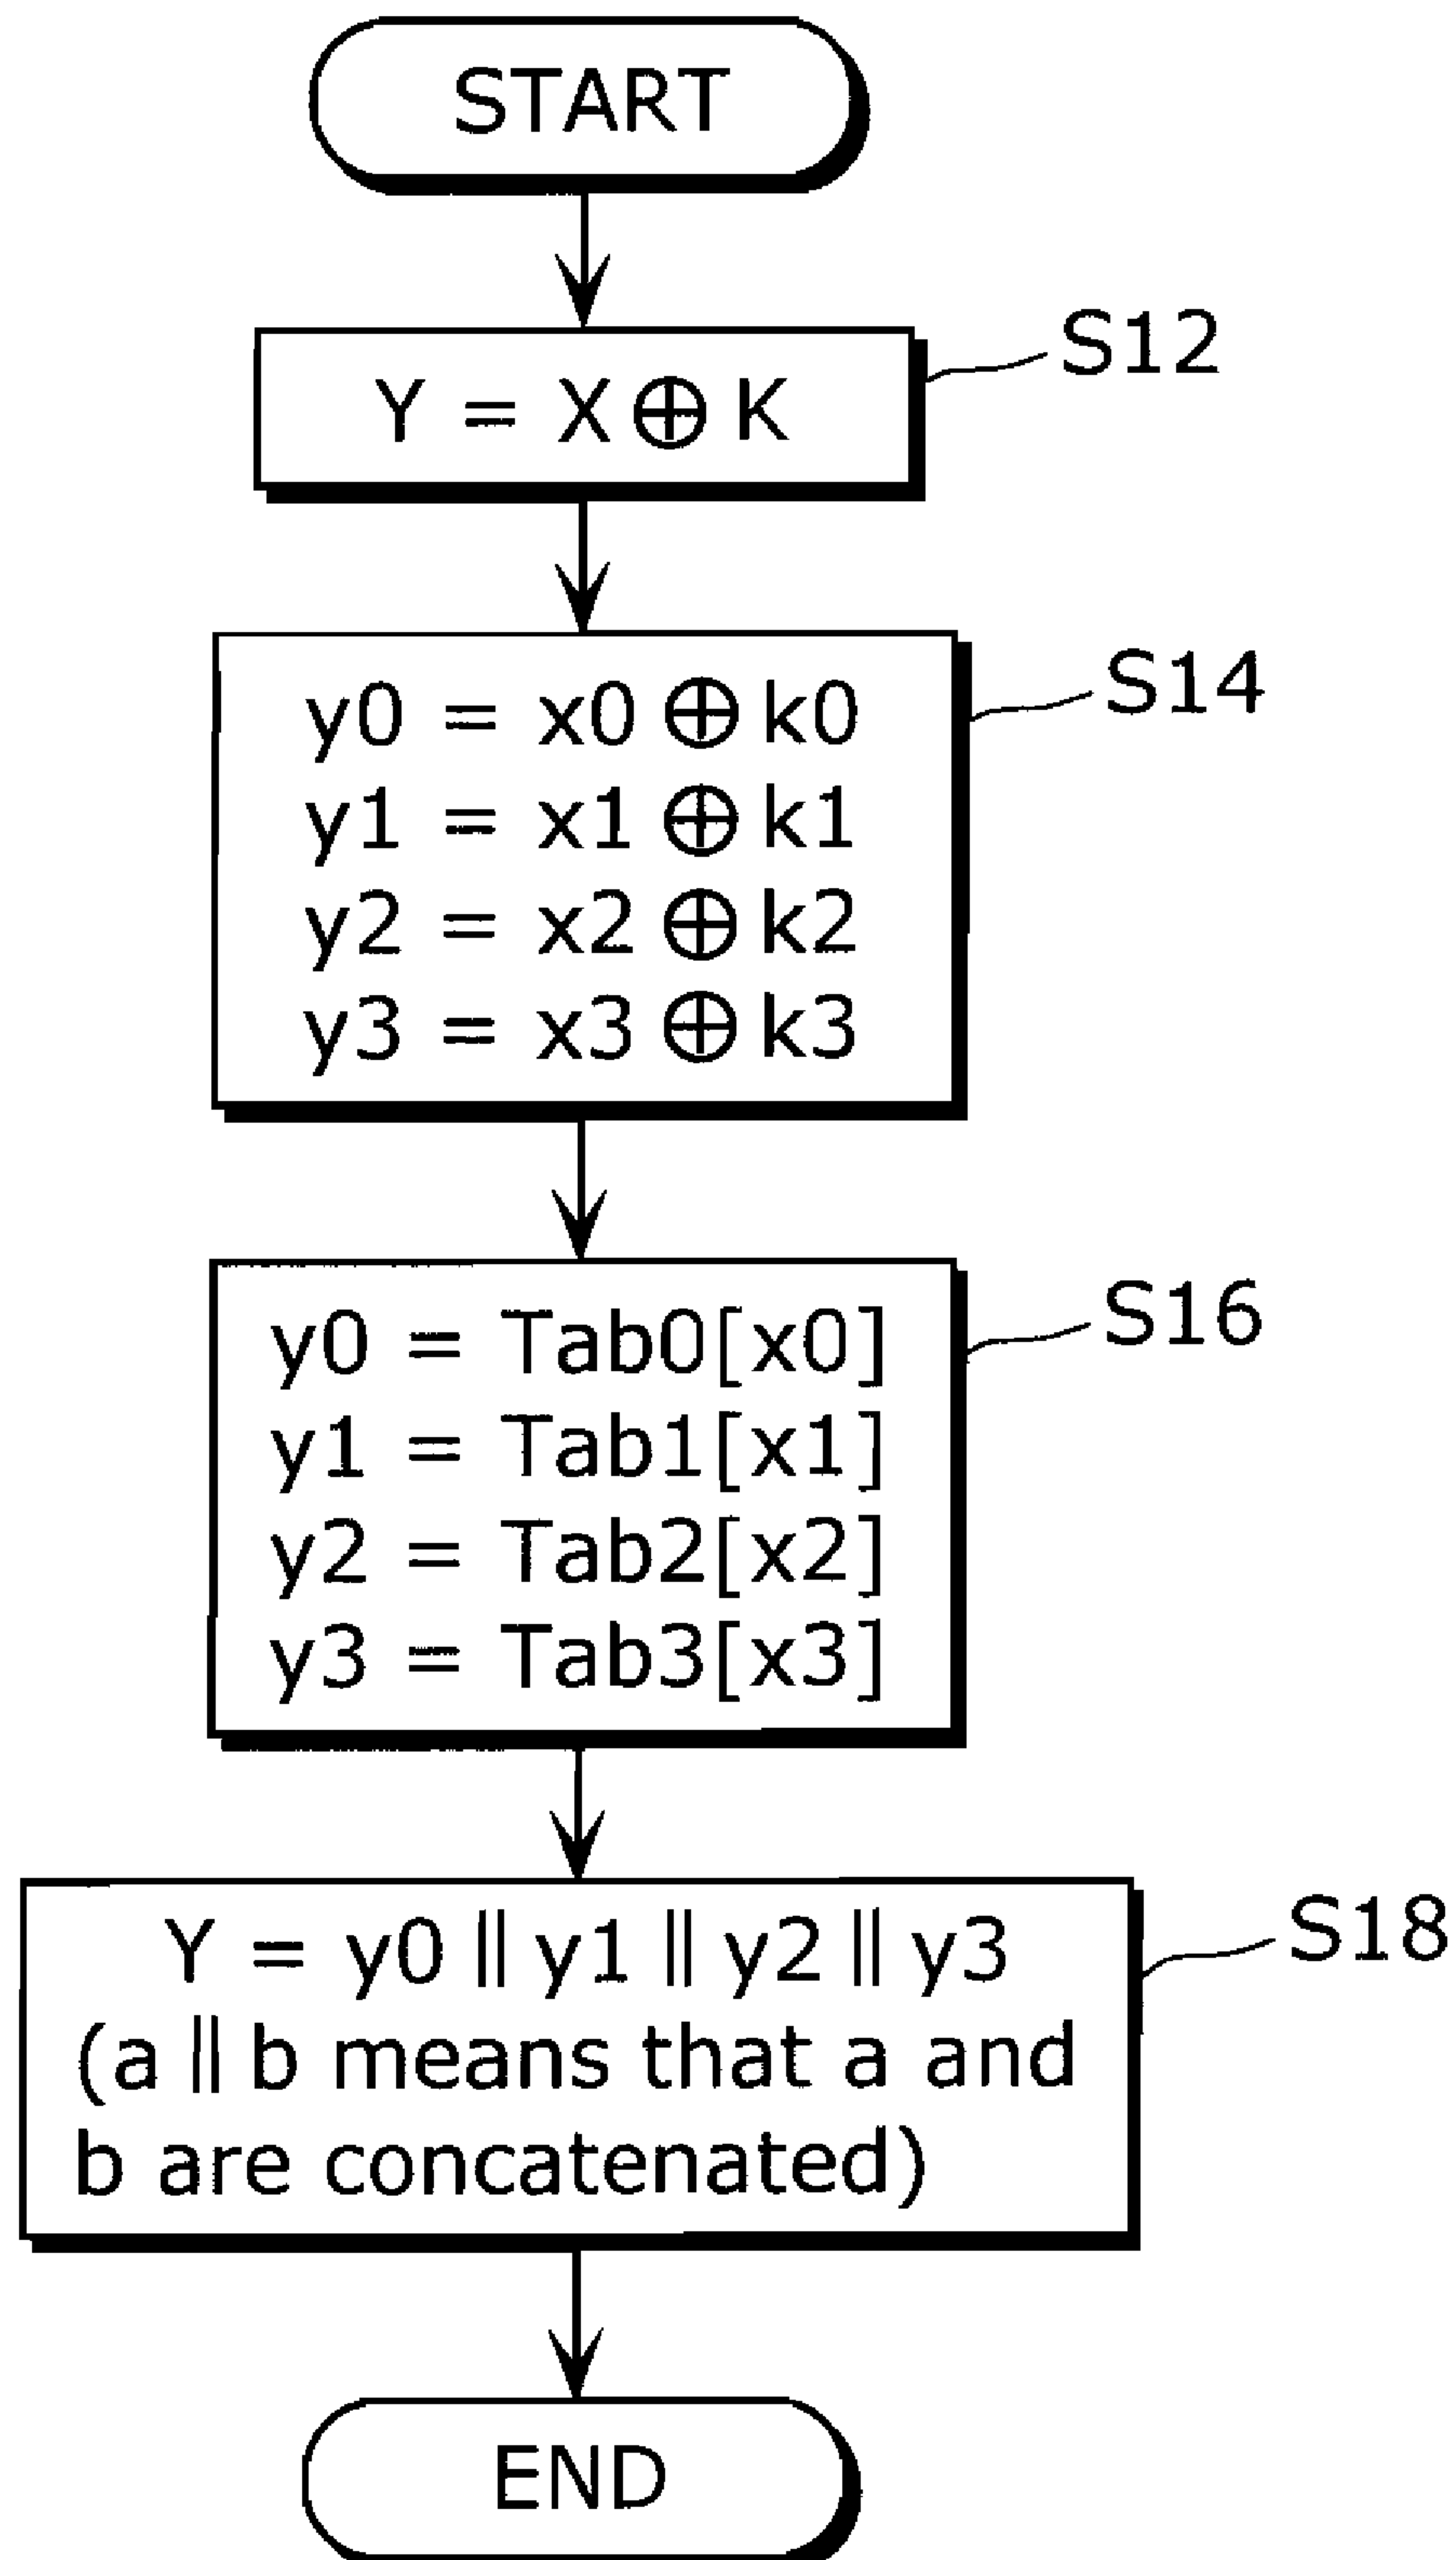 START
S12
Y = X ⊕ K
S14
y0 = x0 ⊕ k0
y1 = x1 ⊕ k1
y2 = x2 ⊕ k2
y3 = x3 ⊕ k3
S16
y0 = Tab0[x0]
y1 = Tab1[x1]
y2 = Tab2[x2]
y3 = Tab3[x3]
S18
Y = y0 || y1 || y2 || y3
(a || b means that a and
b are concatenated)
END